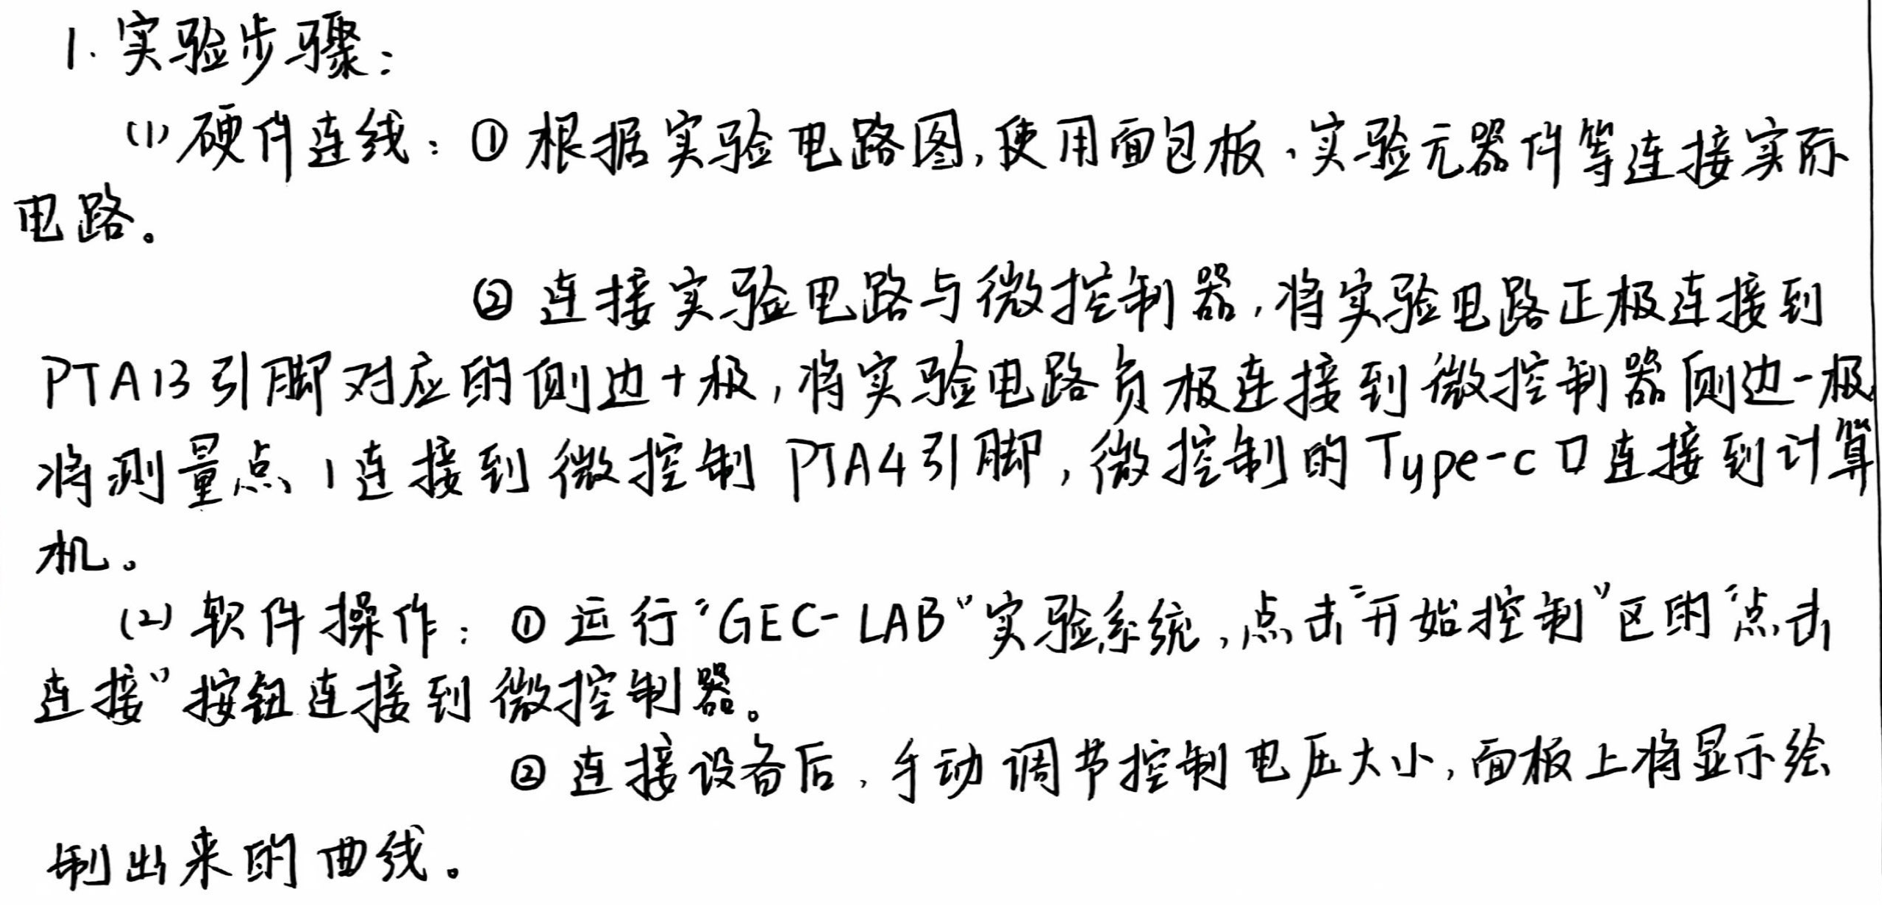 1. 实验步骤：
(1) 硬件连线：① 根据实验电路图,使用面包板、实验元器件等连接实际
电路。
② 连接实验电路与微控制器,将实验电路正极连接到
PTA13引脚对应的侧边+极,将实验电路负极连接到微控制器侧边-极
将测量点1连接到微控制PTA4引脚,微控制的Type-c口连接到计算
机。
(2) 软件操作：① 运行“GEC-LAB”实验系统,点击“开始控制”区的“点击
连接”按钮连接到微控制器。
② 连接设备后,手动调节控制电压大小,面板上将显示绘
制出来的曲线。